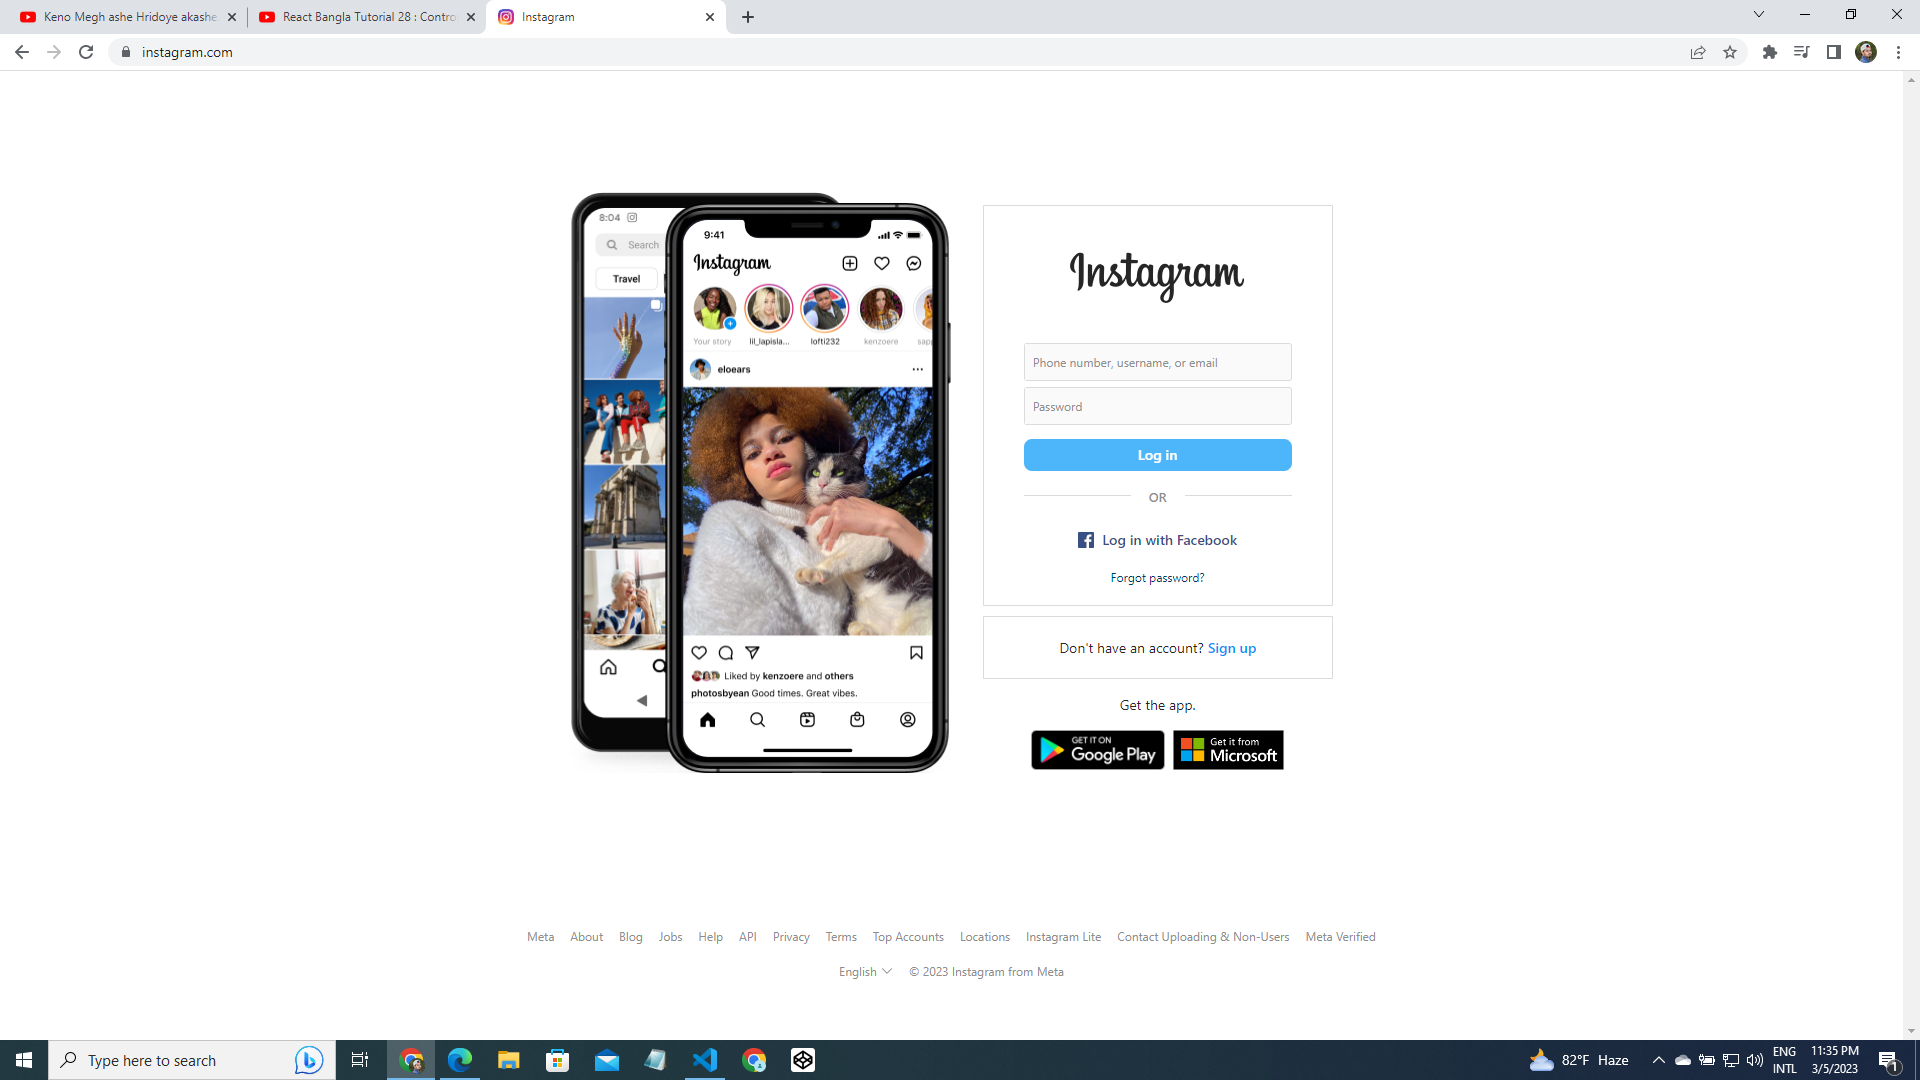 Keno Megh ashe Hridoye akashe
React Bangla Tutorial 28 : Contro
Instagram
instagram.com
8:04
Search
Travel
9:41
Instagram
Your story
lil_lapisla...
lofti232
kenzoere
sapp
eloears
Liked by kenzoere and others
photosbyean Good times. Great vibes.
Instagram
Phone number, username, or email
Password
Log in
OR
Log in with Facebook
Forgot password?
Don't have an account? Sign up
Get the app.
GET IT ON
Google Play
Get it from
Microsoft
Meta About Blog Jobs Help API Privacy Terms Top Accounts Locations Instagram Lite Contact Uploading & Non-Users Meta Verified
English © 2023 Instagram from Meta
Type here to search
82°F Haze
ENG
INTL
11:35 PM
3/5/2023
1